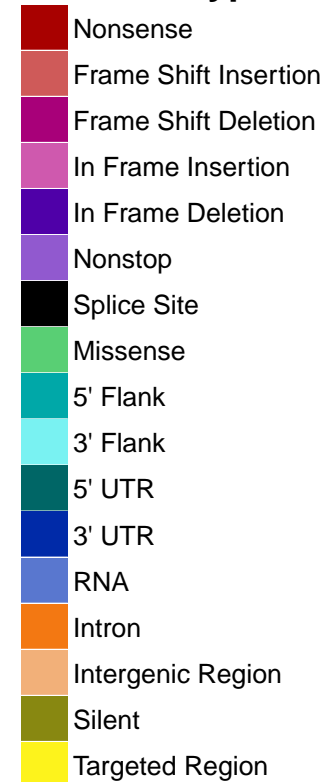 Nonsense
Frame Shift Insertion
Frame Shift Deletion
In Frame Insertion
In Frame Deletion
Nonstop
Splice Site
Missense
5' Flank
3' Flank
5' UTR
3' UTR
RNA
Intron
Intergenic Region
Silent
Targeted Region